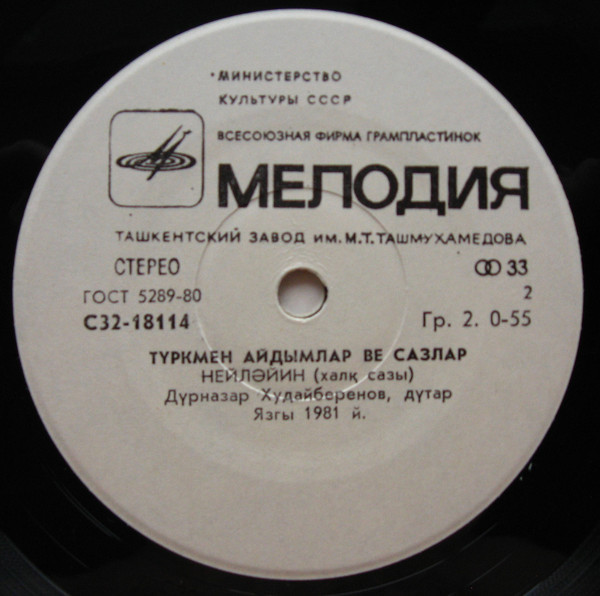 МИНИСТЕРСТВО
КУЛЬТУРЫ СССР
ВСЕСОЮЗНАЯ ФИРМА ГРАМПЛАСТИНОК
МЕЛОДИЯ
ТАШКЕНТСКИЙ ЗАВОД ИМ. М.Т. ТАШМУХАМЕДОВА
СТЕРЕО 33
ГОСТ 5289-80 2
С32-18114 Гр. 2. 0-55
ТҮРКМЕН АЙДЫМЛАР ВЕ САЗЛАР
НЕЙЛӘЙИН (халқ сазы)
Дүрназар Худайберенов, дүтар
Язгы 1981 й.